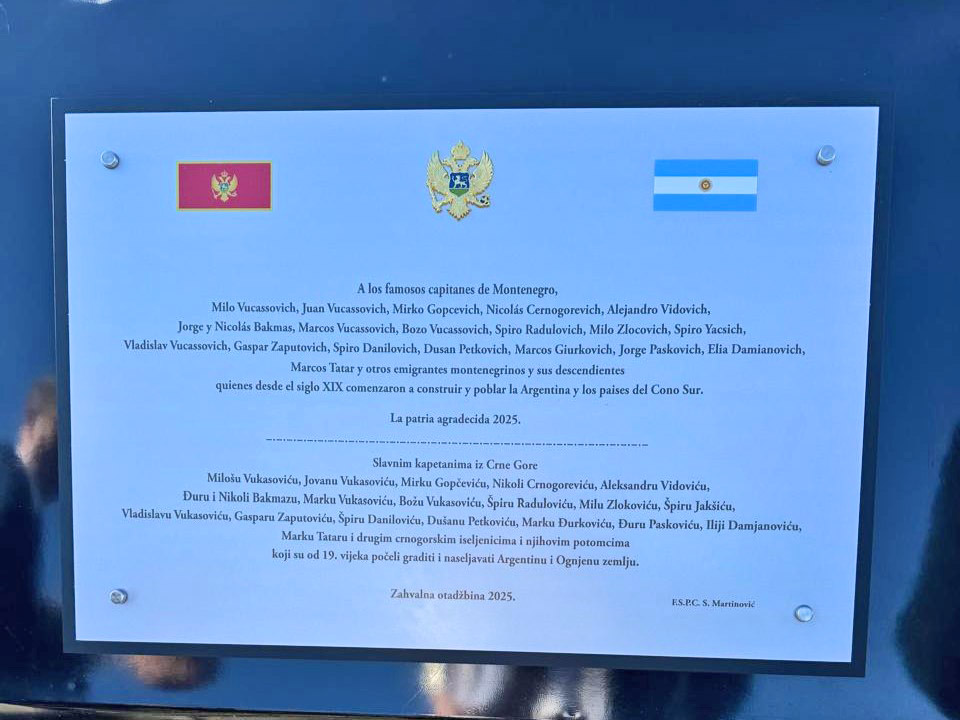 A los famosos capitanes de Montenegro,
Milo Vucassovich, Juan Vucassovich, Mirko Gopcevich, Nicolás Cernogorevich, Alejandro Vidovich,
Jorge y Nicolás Bakmas, Marcos Vucassovich, Bozo Vucassovich, Spiro Radulovich, Milo Zlocovich, Spiro Yacsich,
Vladislav Vucassovich, Gaspar Zaputovich, Spiro Danilovich, Dusan Petkovich, Marcos Giurkovich, Jorge Paskovich, Elia Damianovich,
Marcos Tatar y otros emigrantes montenegrinos y sus descendientes
quienes desde el siglo XIX comenzaron a construir y poblar la Argentina y los paises del Cono Sur.
La patria agradecida 2025.
Slavnim kapetanima iz Crne Gore
Milošu Vukasoviću, Jovanu Vukasoviću, Mirku Gopčeviću, Nikoli Crnogoreviću, Aleksandru Vidoviću,
Đuru i Nikoli Bakmazu, Marku Vukasoviću, Božu Vukasoviću, Špiru Raduloviću, Milu Zlokoviću, Špiru Jakšiću,
Vladislavu Vukasoviću, Gasparu Zaputoviću, Špiru Daniloviću, Dušanu Petkoviću, Marku Đurkoviću, Đuru Paskoviću, Iliji Damjanoviću,
Marku Tataru i drugim crnogorskim iseljenicima i njihovim potomcima
koji su od 19. vijeka počeli graditi i naseljavati Argentinu i Ognjenu zemlju.
Zahvalna otadžbina 2025.
F.S.P.C. S. Martinović